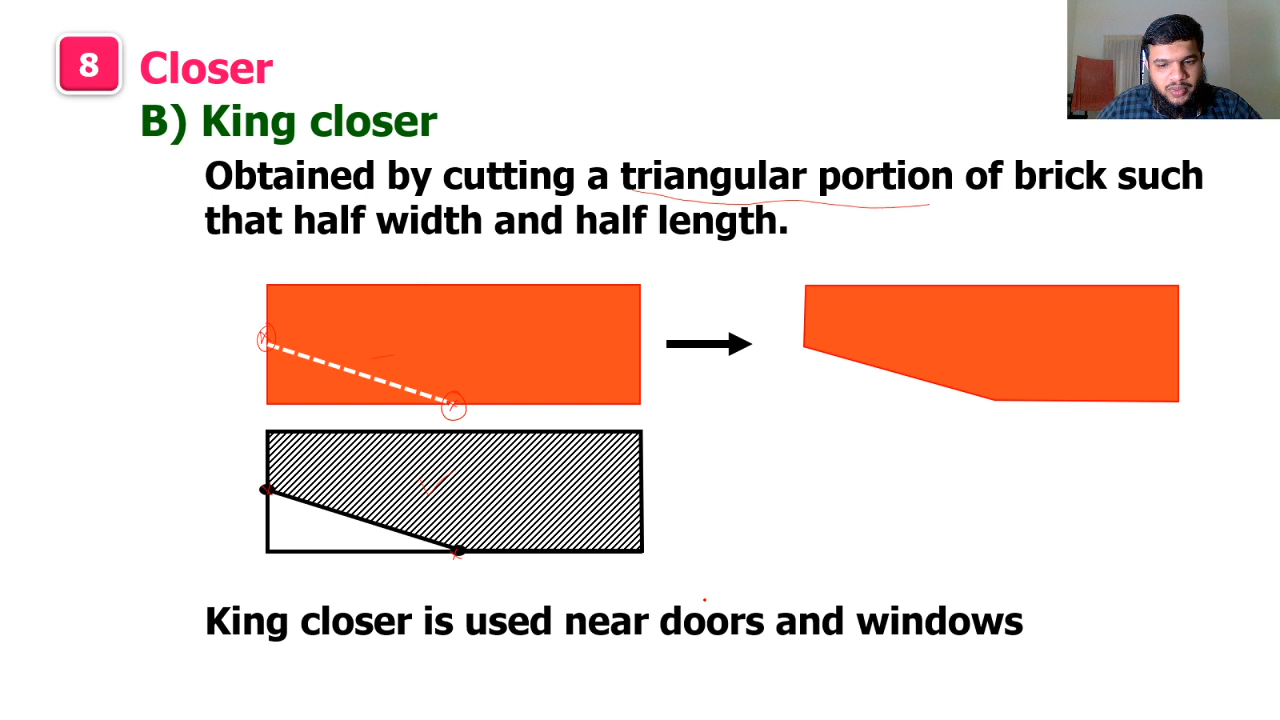 8
Closer
B) King closer
Obtained by cutting a triangular portion of brick such
that half width and half length.
King closer is used near doors and windows